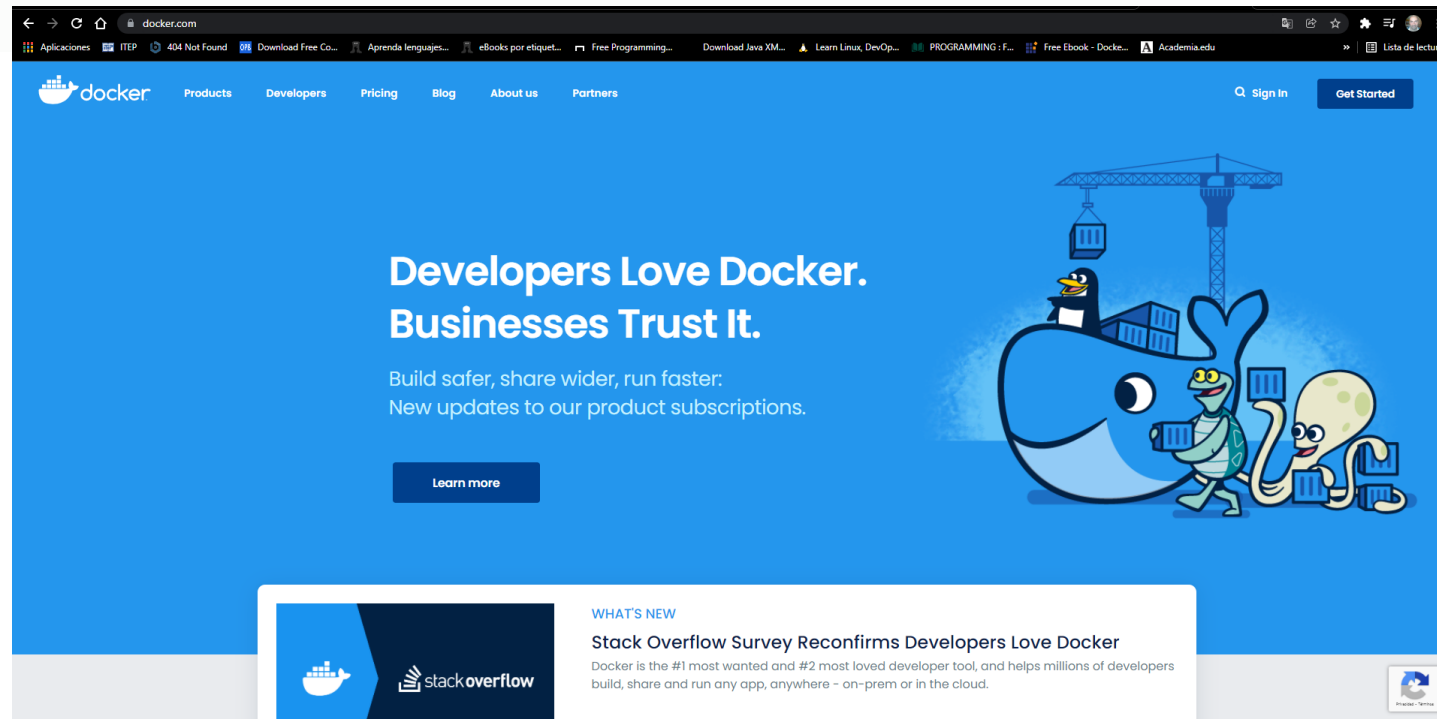 docker.com
Aplicaciones ITEP 404 Not Found OPB Download Free Co... Aprenda lenguajes... eBooks por etiquet... Free Programming... Download Java XM... Learn Linux, DevOp... PROGRAMMING : F... Free Ebook - Docke... A Academia.edu » Lista de lectur
docker Products Developers Pricing Blog About us Partners Sign In Get Started
Developers Love Docker.
Businesses Trust It.
Build safer, share wider, run faster:
New updates to our product subscriptions.
Learn more
WHAT'S NEW
Stack Overflow Survey Reconfirms Developers Love Docker
Docker is the #1 most wanted and #2 most loved developer tool, and helps millions of developers
build, share and run any app, anywhere – on-prem or in the cloud.
stackoverflow